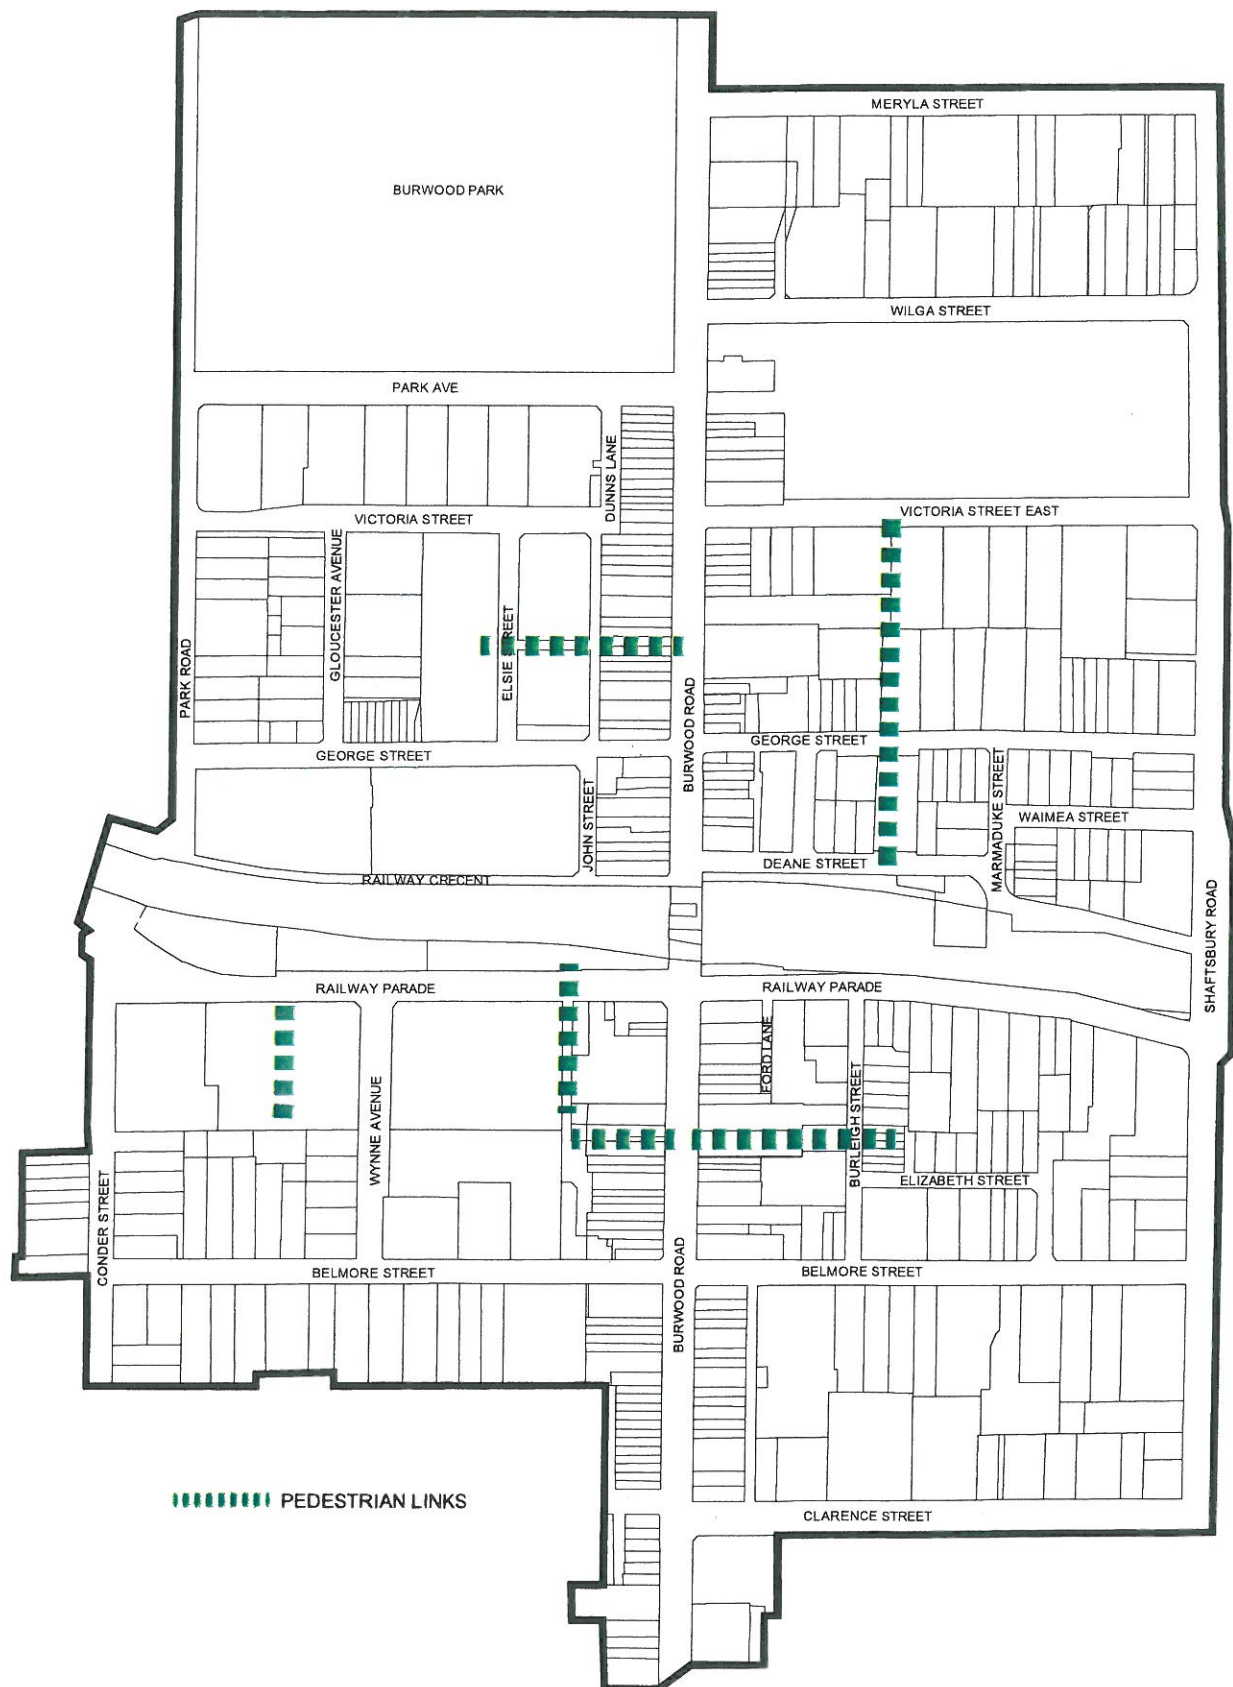 MERYLA STREET
BURWOOD PARK
WILGA STREET
PARK AVE
DUNNS LANE
VICTORIA STREET
VICTORIA STREET EAST
GLOUCESTER AVENUE
ELSIE STREET
PARK ROAD
BURWOOD ROAD
GEORGE STREET
GEORGE STREET
JOHN STREET
MARMADUKE STREET
WAIMEA STREET
DEANE STREET
RAILWAY CRECENT
SHAFTSBURY ROAD
RAILWAY PARADE
RAILWAY PARADE
FORD LANE
WYNNE AVENUE
BURLEIGH STREET
ELIZABETH STREET
CONDER STREET
BELMORE STREET
BURWOOD ROAD
BELMORE STREET
PEDESTRIAN LINKS
CLARENCE STREET